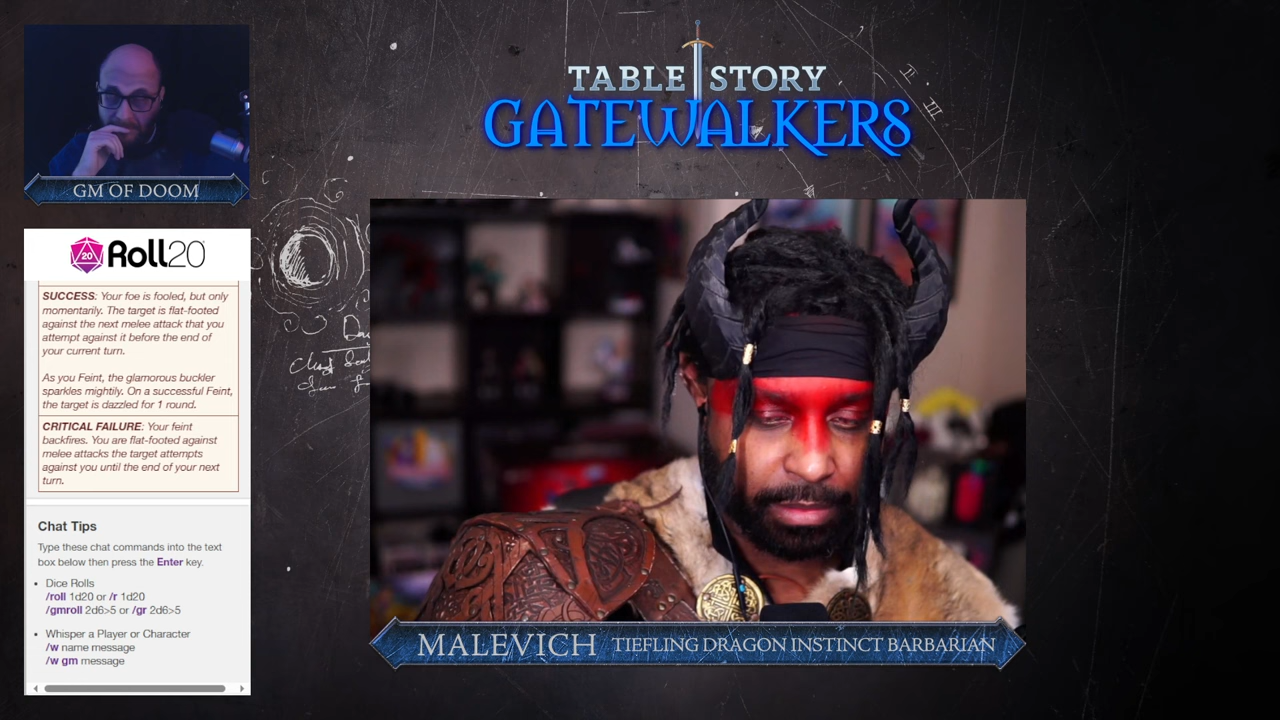 TABLE STORY
GATEWALKERS
GM OF DOOM
20 Roll20
SUCCESS: Your foe is fooled, but only
momentarily. The target is flat-footed
against the next melee attack that you
attempt against it before the end of
your current turn.
As you Feint, the glamorous buckler
sparkles mightily. On a successful Feint,
the target is dazzled for 1 round.
CRITICAL FAILURE: Your feint
backfires. You are flat-footed against
melee attacks the target attempts
against you until the end of your next
turn.
Chat Tips
Type these chat commands into the text
box below then press the Enter key.
• Dice Rolls
/roll 1d20 or /r 1d20
/gmroll 2d6>5 or /gr 2d6>5
• Whisper a Player or Character
/w name message
/w gm message
MALEVICH TIEFLING DRAGON INSTINCT BARBARIAN